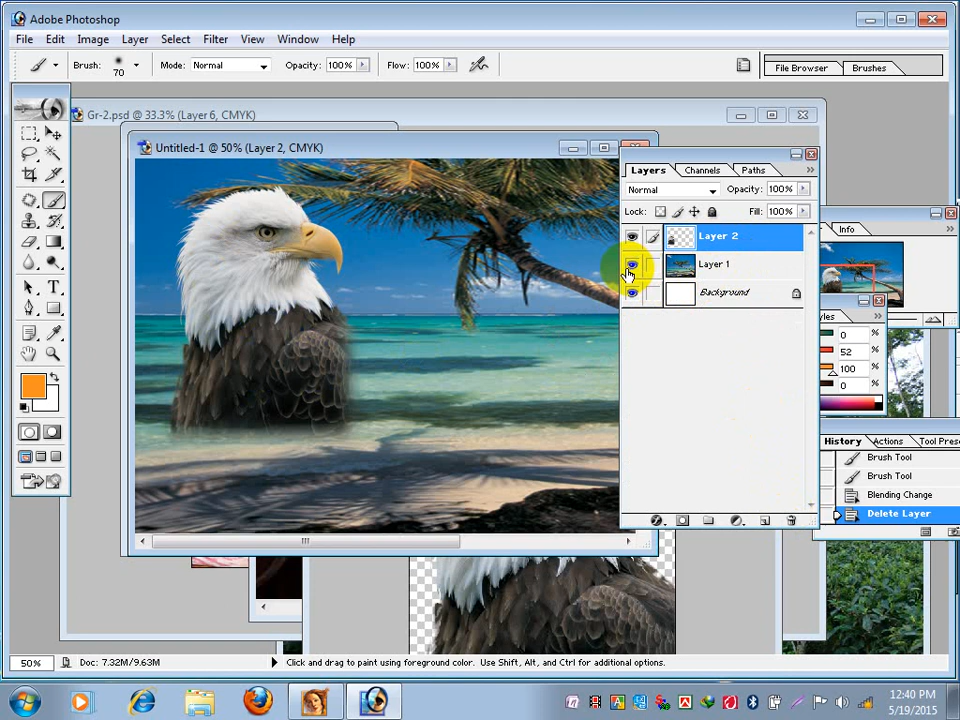 Adobe Photoshop
File Edit Image Layer Select Filter View Window Help
Brush: 70 Mode: Normal Opacity: 100% Flow: 100% File Browser Brushes
Gr-2.psd @ 33.3% (Layer 6, CMYK)
Untitled-1 @ 50% (Layer 2, CMYK)
Layers Channels Paths
Normal Opacity: 100%
Lock: Fill: 100%
Layer 2
Layer 1
Background
Info
0 %
52 %
100 %
0 %
History Actions Tool Prese
Brush Tool
Brush Tool
Blending Change
Delete Layer
50% Doc: 7.32M/9.63M Click and drag to paint using foreground color. Use Shift, Alt, and Ctrl for additional options.
12:40 PM
5/19/2015